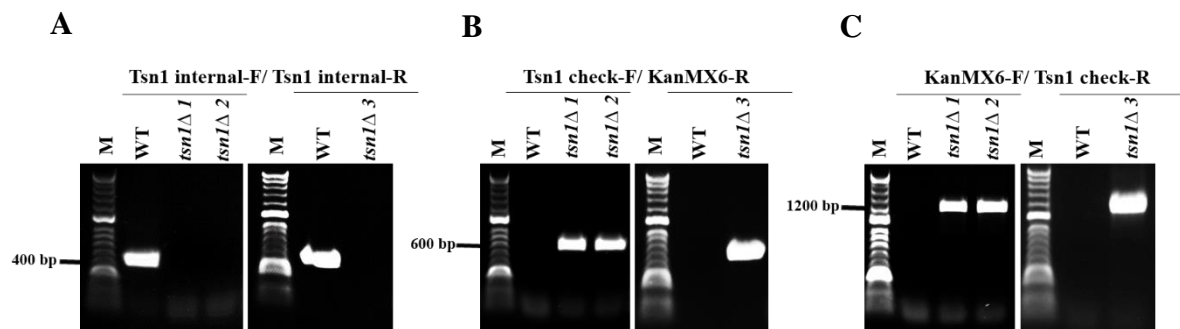 A
B
C
Tsn1 internal-F/ Tsn1 internal-R
Tsn1 check-F/ KanMX6-R
KanMX6-F/ Tsn1 check-R
M
WT
tsn1Δ 1
tsn1Δ 2
M
WT
tsn1Δ 3
M
WT
tsn1Δ 1
tsn1Δ 2
M
WT
tsn1Δ 3
M
WT
tsn1Δ 1
tsn1Δ 2
M
WT
tsn1Δ 3
400 bp
600 bp
1200 bp